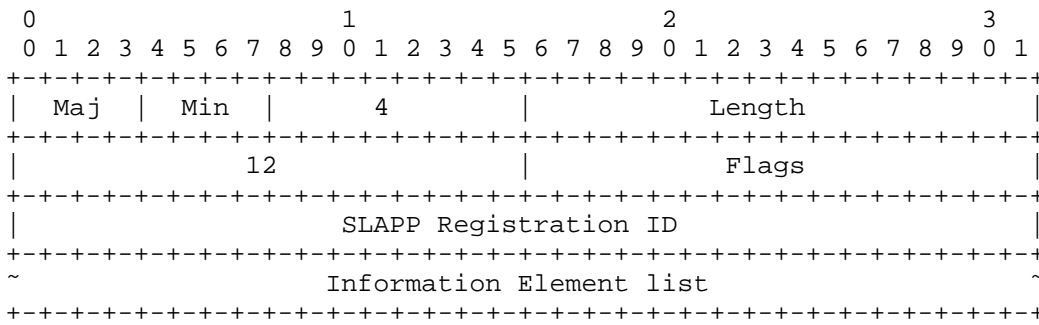 0                   1                   2                   3
 0 1 2 3 4 5 6 7 8 9 0 1 2 3 4 5 6 7 8 9 0 1 2 3 4 5 6 7 8 9 0 1
+-+-+-+-+-+-+-+-+-+-+-+-+-+-+-+-+-+-+-+-+-+-+-+-+-+-+-+-+-+-+-+-+
|  Maj  |  Min  |      4        |           Length              |
+-+-+-+-+-+-+-+-+-+-+-+-+-+-+-+-+-+-+-+-+-+-+-+-+-+-+-+-+-+-+-+-+
|              12               |            Flags              |
+-+-+-+-+-+-+-+-+-+-+-+-+-+-+-+-+-+-+-+-+-+-+-+-+-+-+-+-+-+-+-+-+
|                    SLAPP Registration ID                      |
+-+-+-+-+-+-+-+-+-+-+-+-+-+-+-+-+-+-+-+-+-+-+-+-+-+-+-+-+-+-+-+-+
~                   Information Element list                    ~
+-+-+-+-+-+-+-+-+-+-+-+-+-+-+-+-+-+-+-+-+-+-+-+-+-+-+-+-+-+-+-+-+